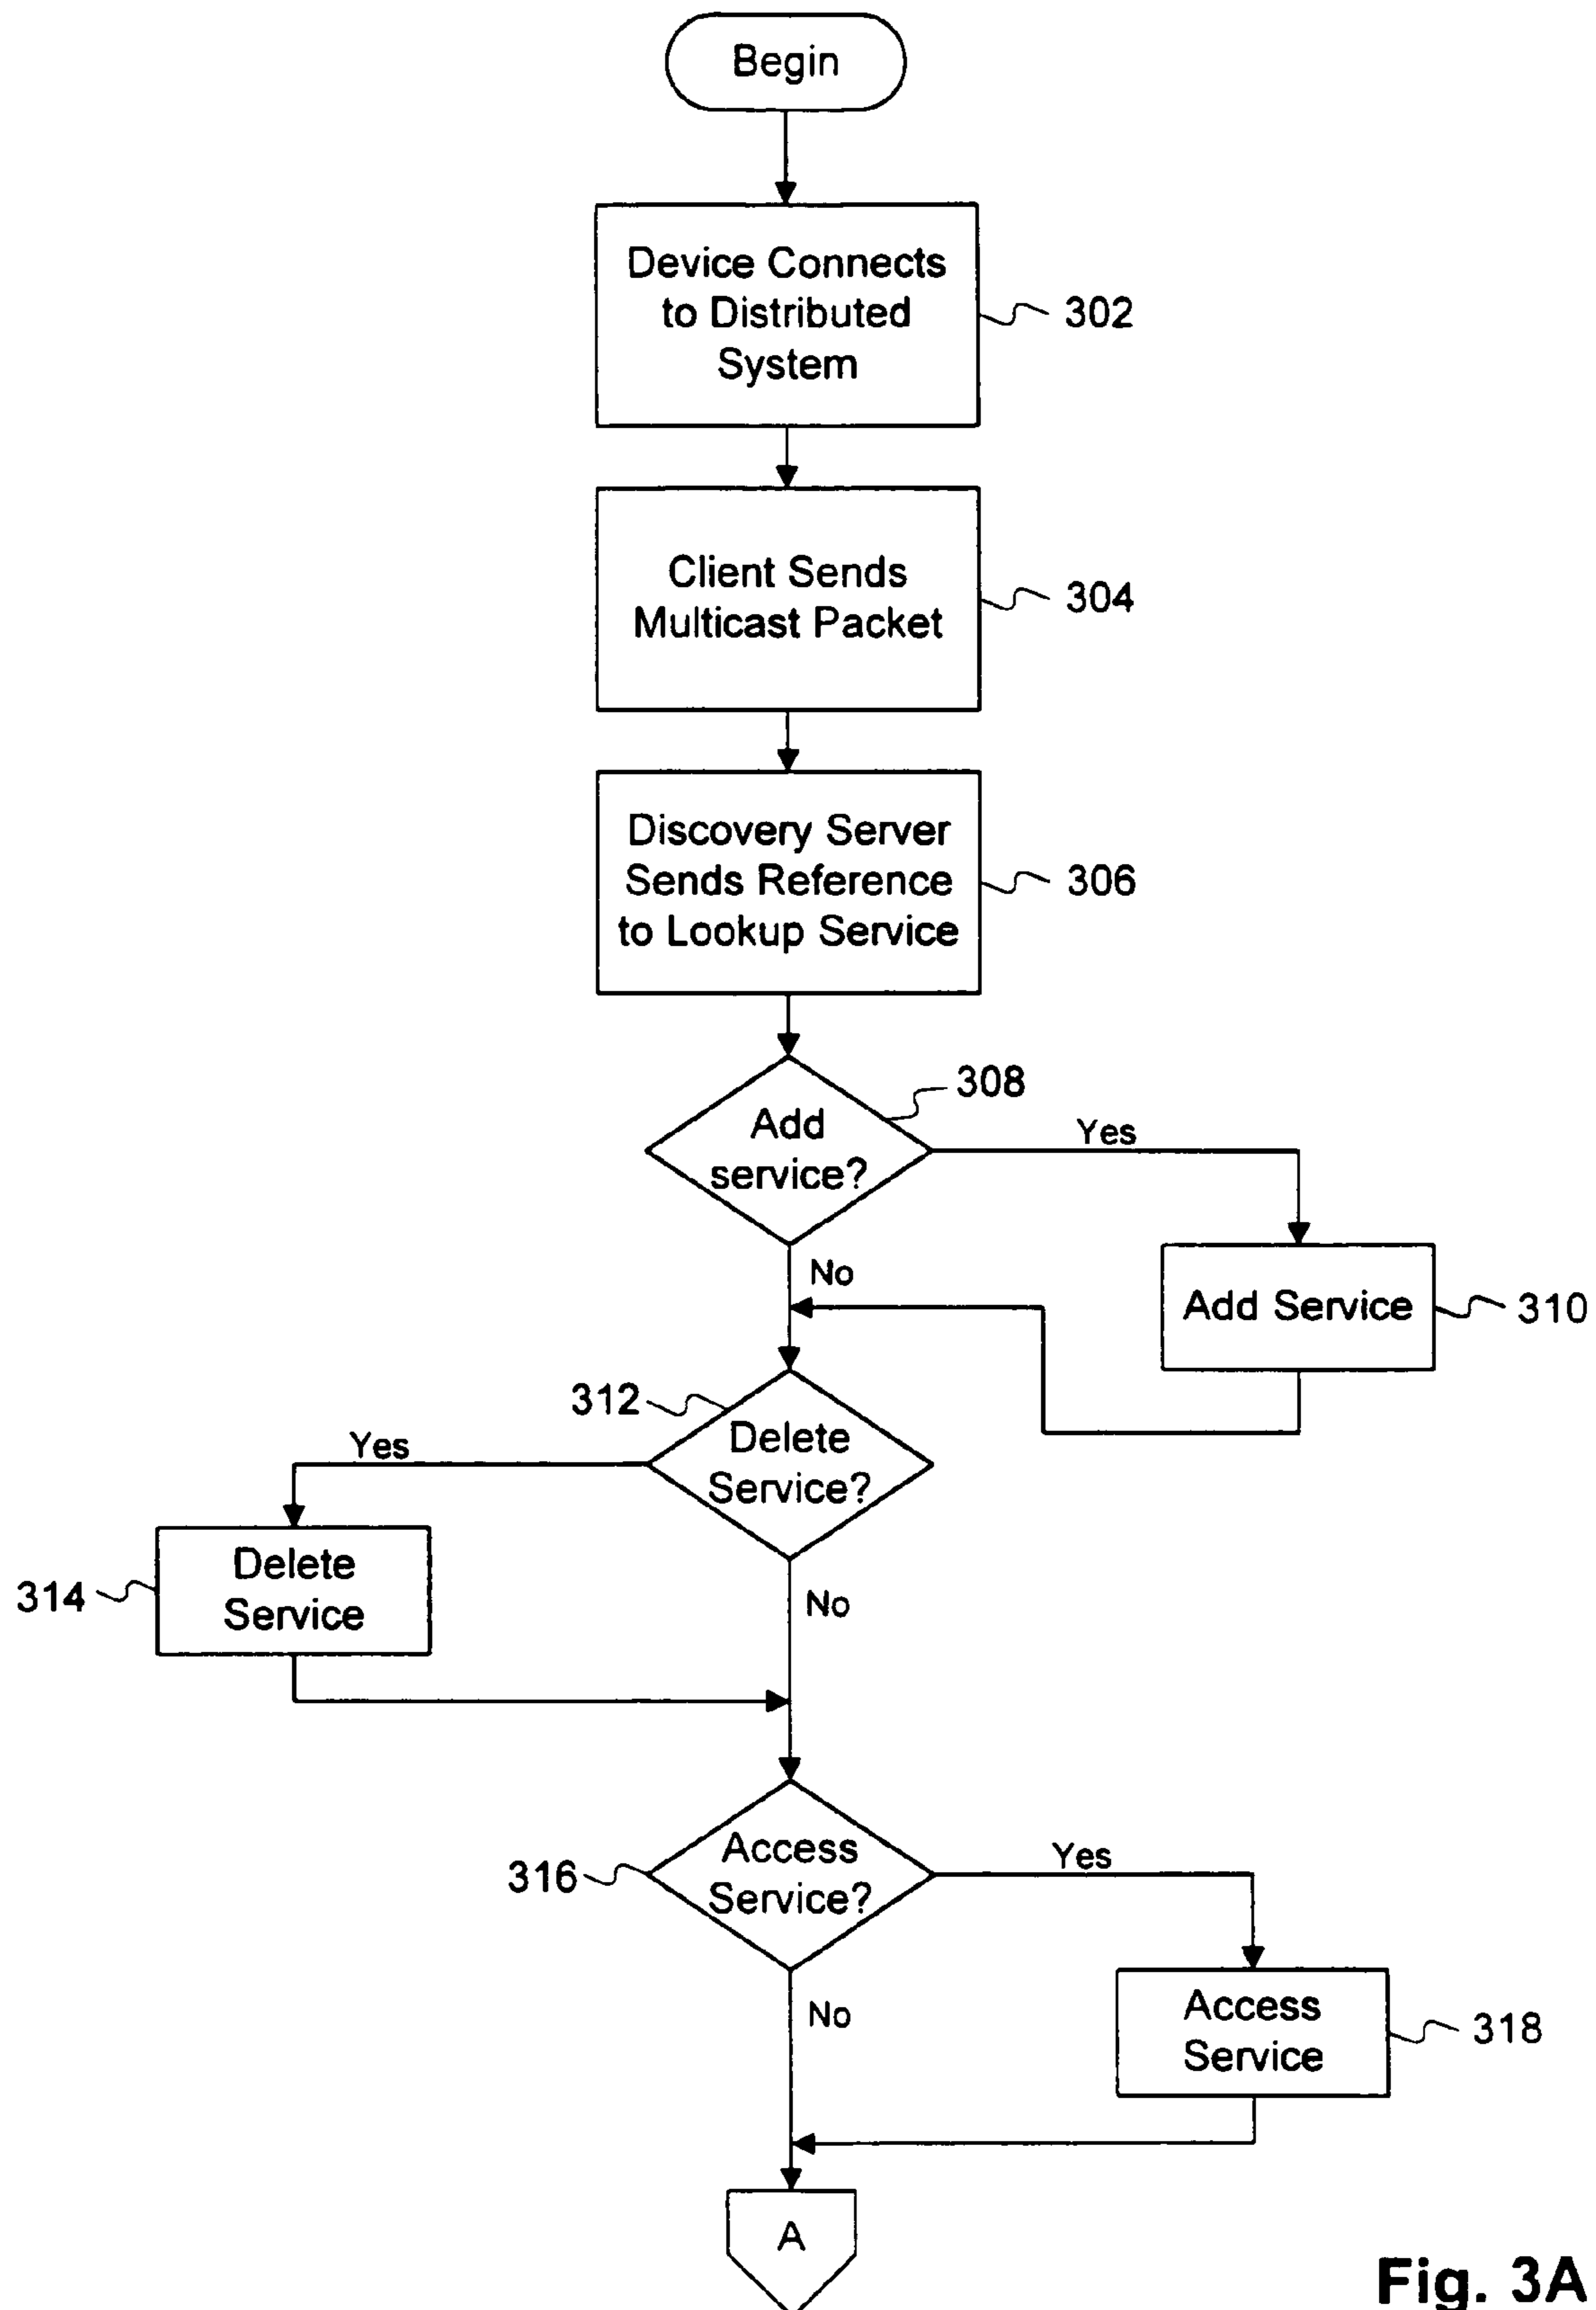 Begin
Device Connects
to Distributed
System
302
Client Sends
Multicast Packet
304
Discovery Server
Sends Reference
to Lookup Service
306
308
Add
service?
Yes
No
Add Service
310
312
Delete
Service?
Yes
No
314
Delete
Service
316
Access
Service?
Yes
No
Access
Service
318
A
Fig. 3A